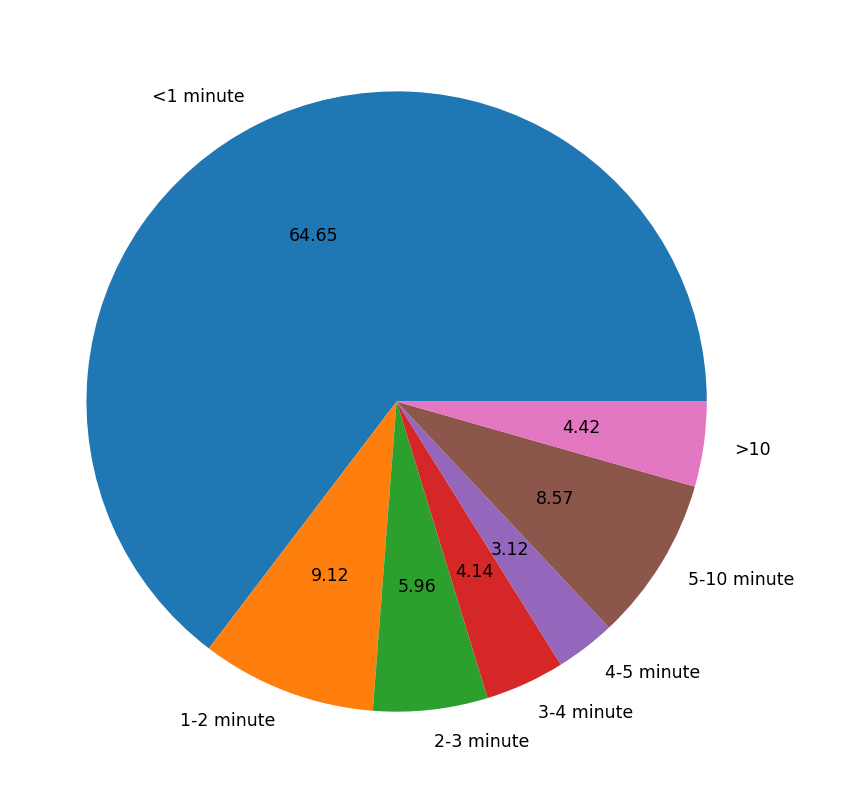 <1 minute
64.65
4.42
>10
8.57
3.12
4.14
9.12
5.96
5-10 minute
4-5 minute
3-4 minute
1-2 minute
2-3 minute